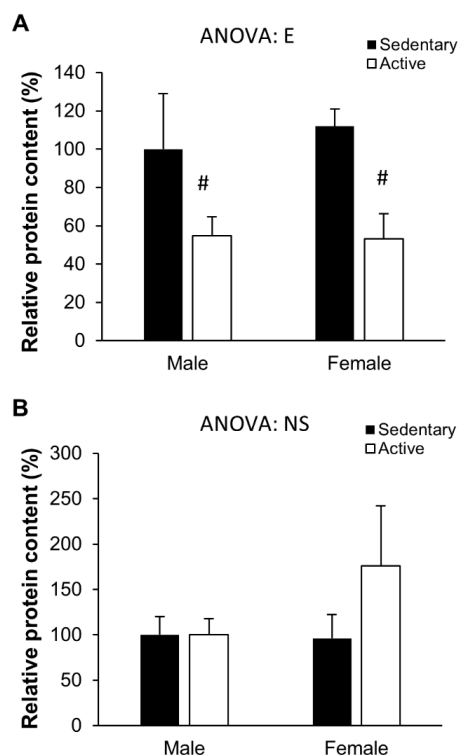 A
ANOVA: E
Sedentary
Active
Relative protein content (%)
140
120
100
80
60
40
20
0
#
#
Male
Female
B
ANOVA: NS
Sedentary
Active
Relative protein content (%)
300
250
200
150
100
50
0
Male
Female